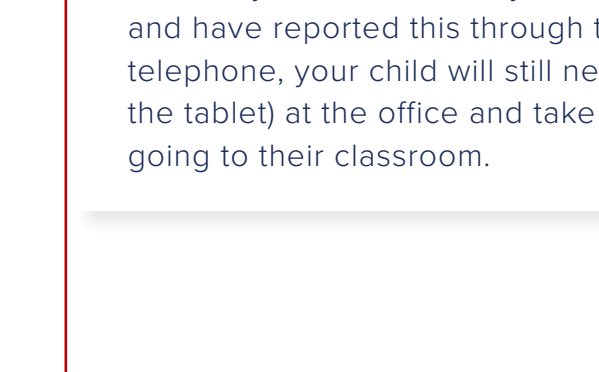 and have reported this through
telephone, your child will still
the tablet) at the office and take
going to their classroom.